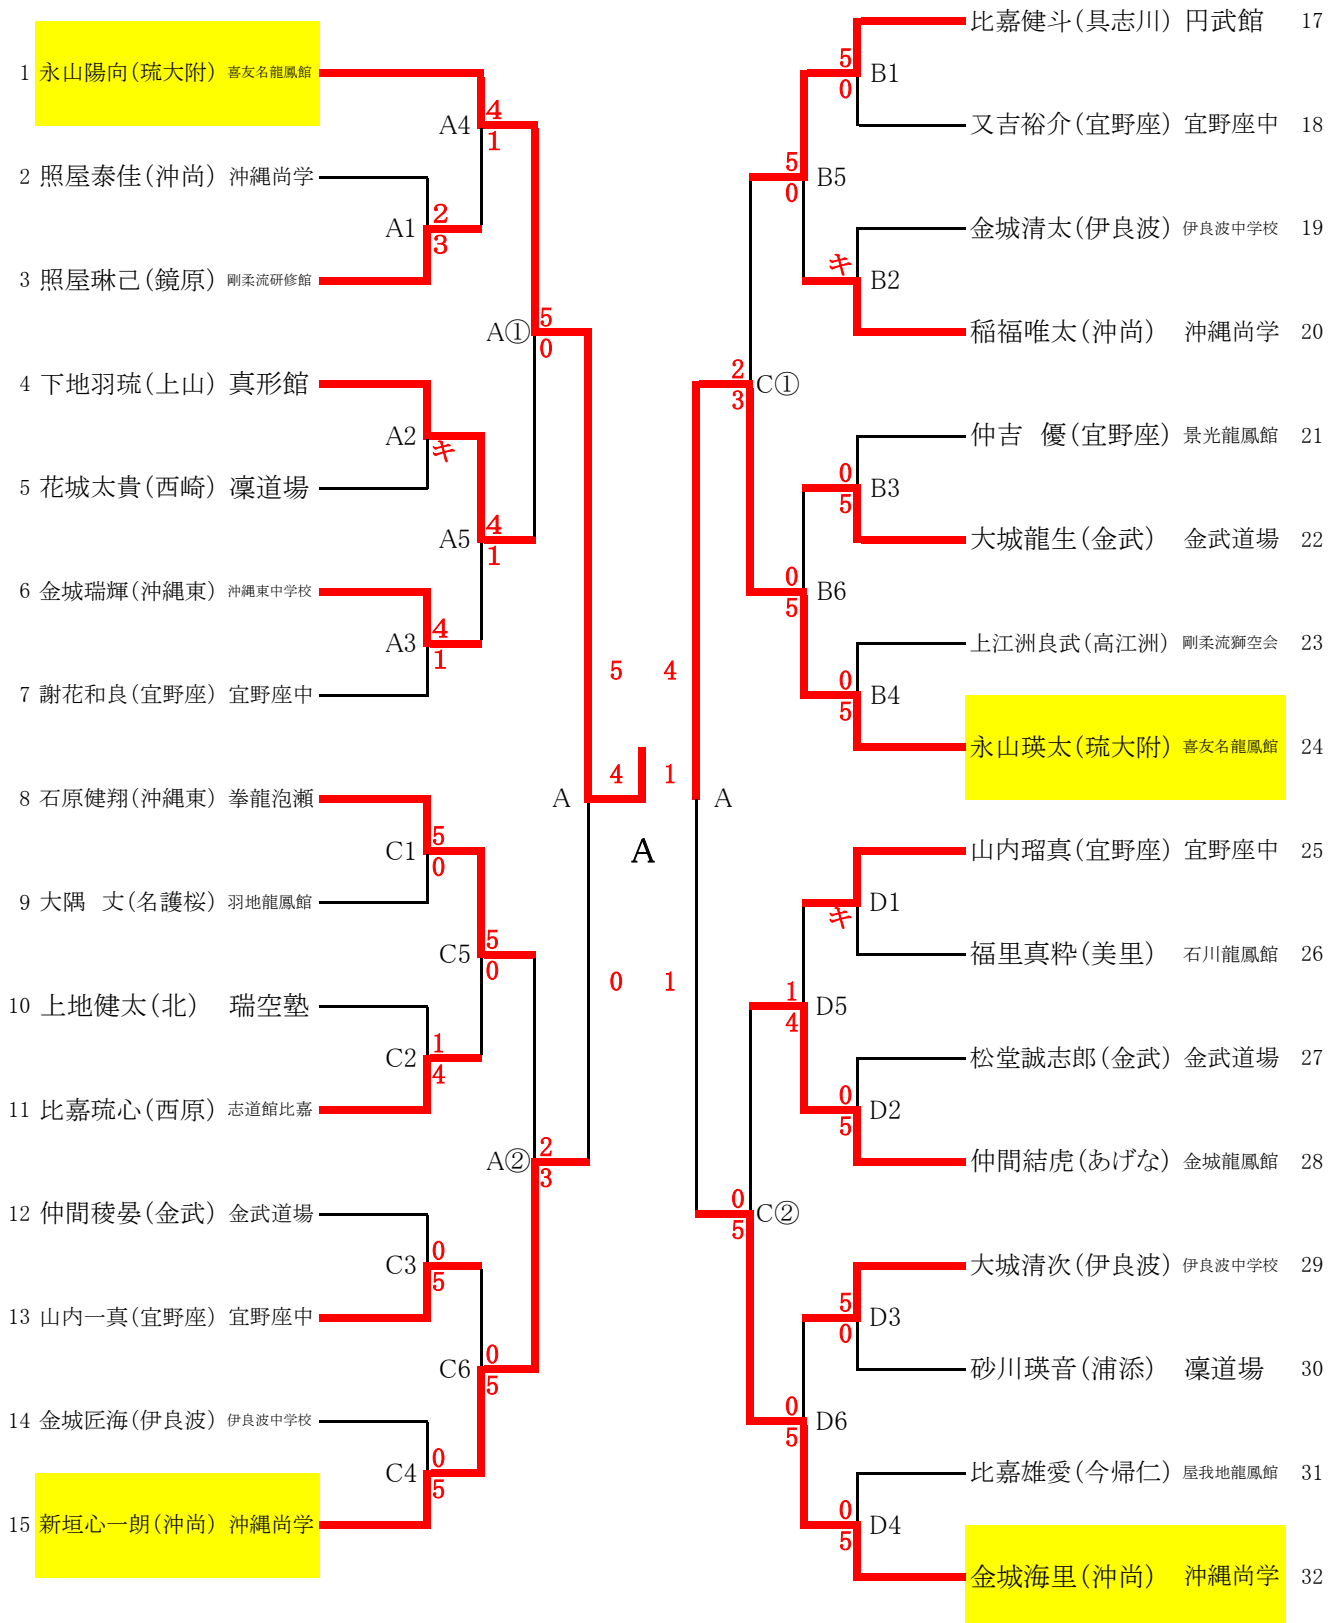 1 永山陽向(琉大附) 喜友名龍鳳館
A4
4
1
2 照屋泰佳(沖尚) 沖縄尚学
A1
2
3
3 照屋琳己(鏡原) 剛柔流研修館
A①
5
0
4 下地羽琉(上山) 真形館
A2
キ
5 花城太貴(西崎) 凜道場
A5
4
1
6 金城瑞輝(沖縄東) 沖縄東中学校
A3
4
1
7 謝花和良(宜野座) 宜野座中
8 石原健翔(沖縄東) 拳龍泡瀬
C1
5
0
9 大隅 丈(名護桜) 羽地龍鳳館
C5
5
0
10 上地健太(北) 瑞空塾
C2
1
4
11 比嘉琉心(西原) 志道館比嘉
A②
2
3
12 仲間稜晏(金武) 金武道場
C3
0
5
13 山内一真(宜野座) 宜野座中
C6
0
5
14 金城匠海(伊良波) 伊良波中学校
C4
0
5
15 新垣心一朗(沖尚) 沖縄尚学
5 4
A 4 1 A
A
0 1
比嘉健斗(具志川) 円武館 17
5
0
B1
又吉裕介(宜野座) 宜野座中 18
5
0
B5
金城清太(伊良波) 伊良波中学校 19
キ
B2
稲福唯太(沖尚) 沖縄尚学 20
2
3
C①
仲吉 優(宜野座) 景光龍鳳館 21
0
5
B3
大城龍生(金武) 金武道場 22
0
5
B6
上江洲良武(高江洲) 剛柔流獅空会 23
0
5
B4
永山瑛太(琉大附) 喜友名龍鳳館 24
山内瑠真(宜野座) 宜野座中 25
キ
D1
福里真粋(美里) 石川龍鳳館 26
1
4
D5
松堂誠志郎(金武) 金武道場 27
0
5
D2
仲間結虎(あげな) 金城龍鳳館 28
0
5
C②
大城清次(伊良波) 伊良波中学校 29
5
0
D3
砂川瑛音(浦添) 凜道場 30
0
5
D6
比嘉雄愛(今帰仁) 屋我地龍鳳館 31
0
5
D4
金城海里(沖尚) 沖縄尚学 32